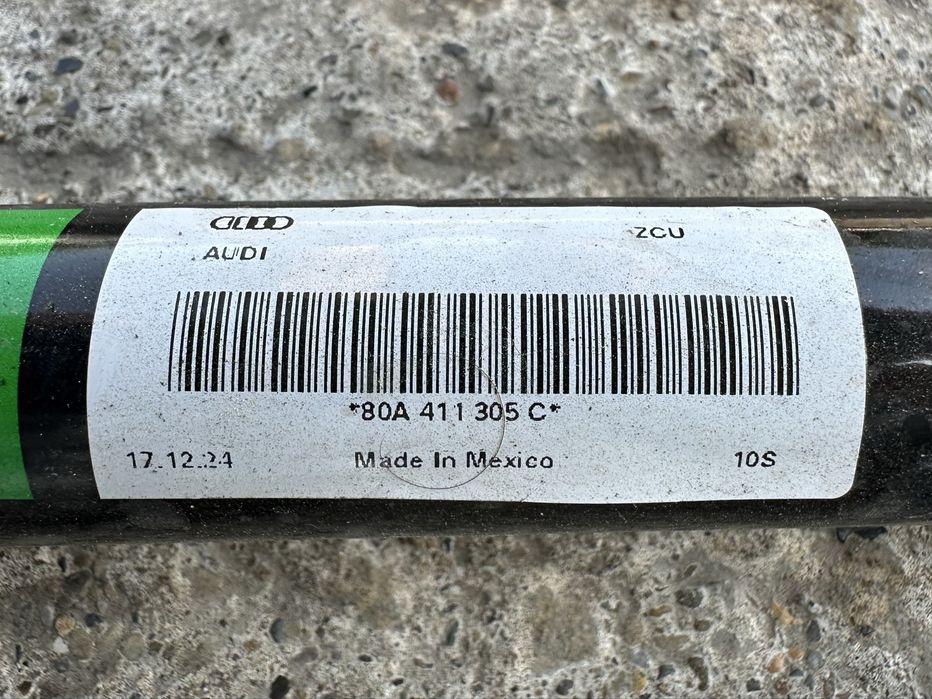 ZCU
AUDI
*80A 411 305 C*
17.12.24 Made In Mexico 10S